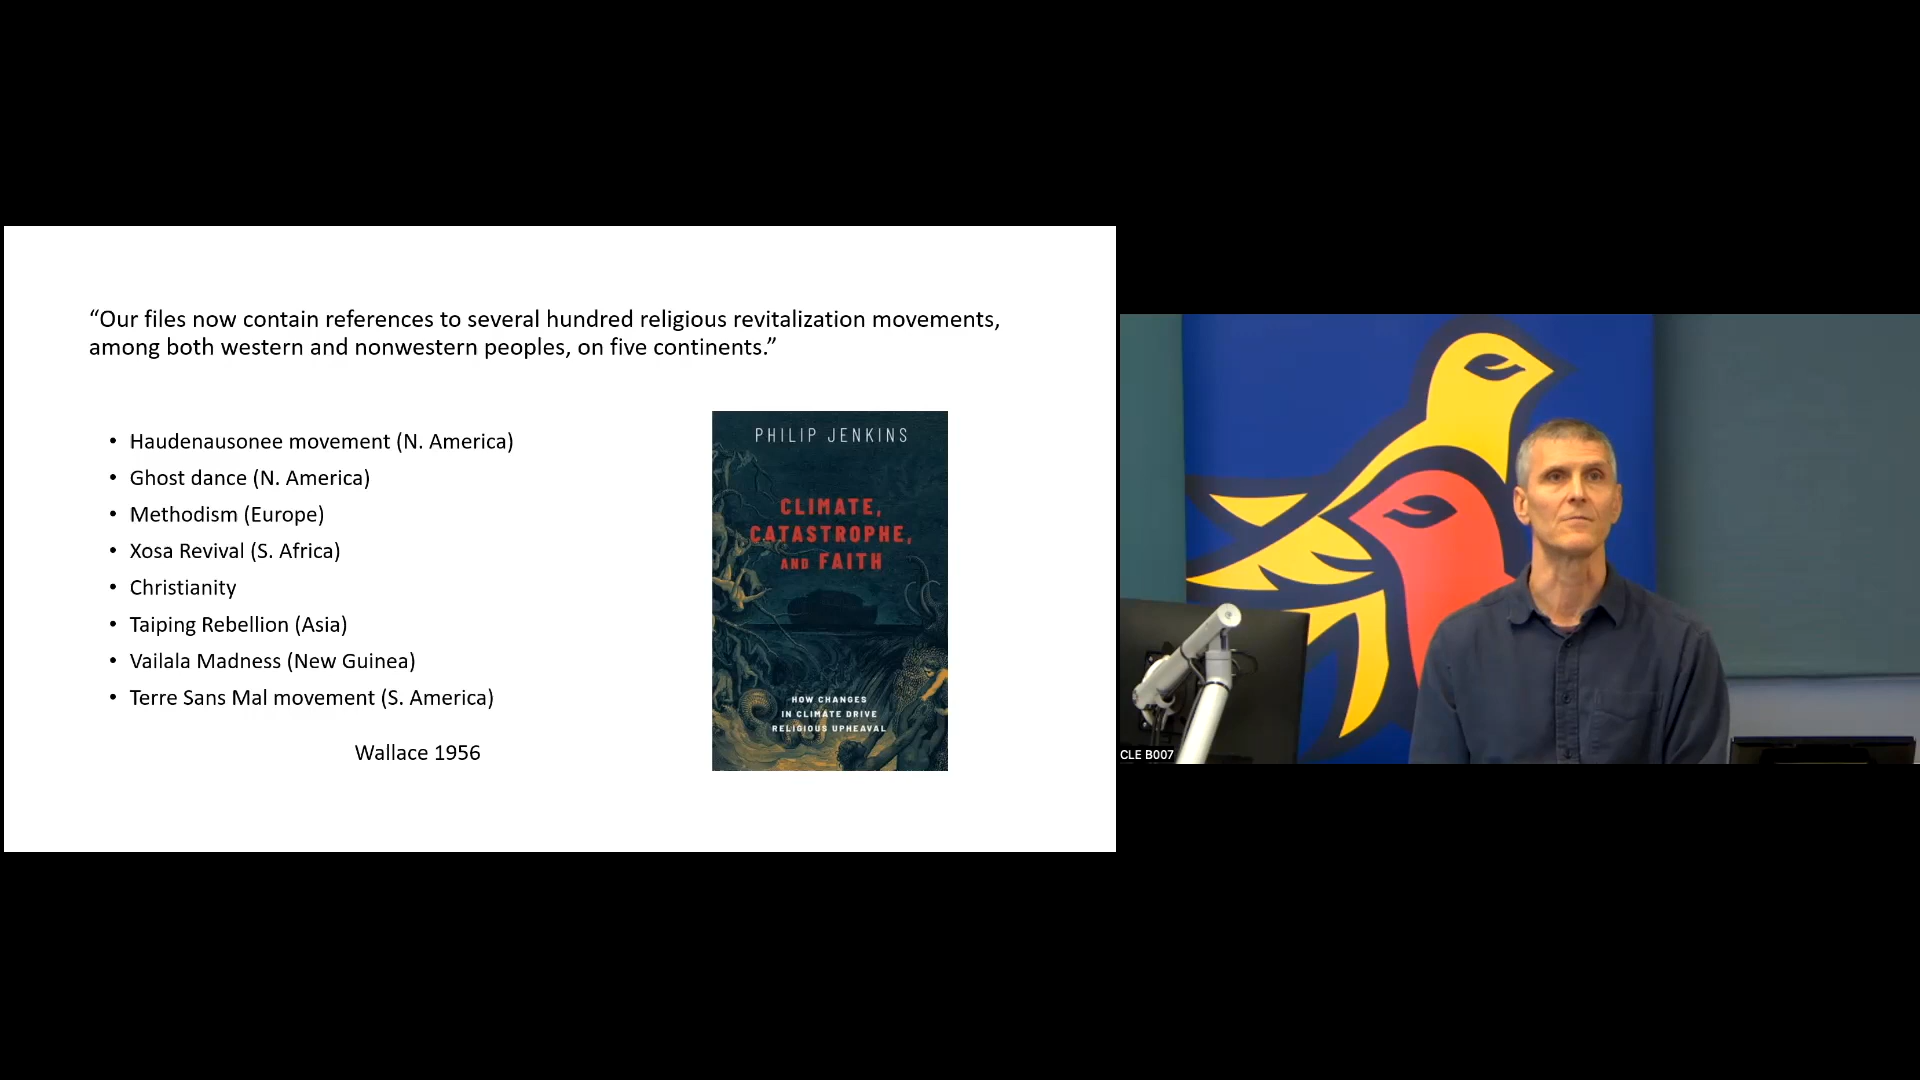 “Our files now contain references to several hundred religious revitalization movements,
among both western and nonwestern peoples, on five continents.”
• Haudenausonee movement (N. America)
• Ghost dance (N. America)
• Methodism (Europe)
• Xosa Revival (S. Africa)
• Christianity
• Taiping Rebellion (Asia)
• Vailala Madness (New Guinea)
• Terre Sans Mal movement (S. America)
Wallace 1956
PHILIP JENKINS
CLIMATE,
CATASTROPHE,
AND FAITH
HOW CHANGES
IN CLIMATE DRIVE
RELIGIOUS UPHEAVAL
CLE B007